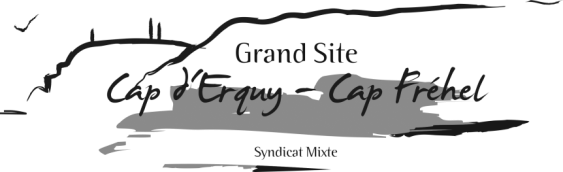 Grand Site
Cap d'Erquy – Cap Fréhel
Syndicat Mixte